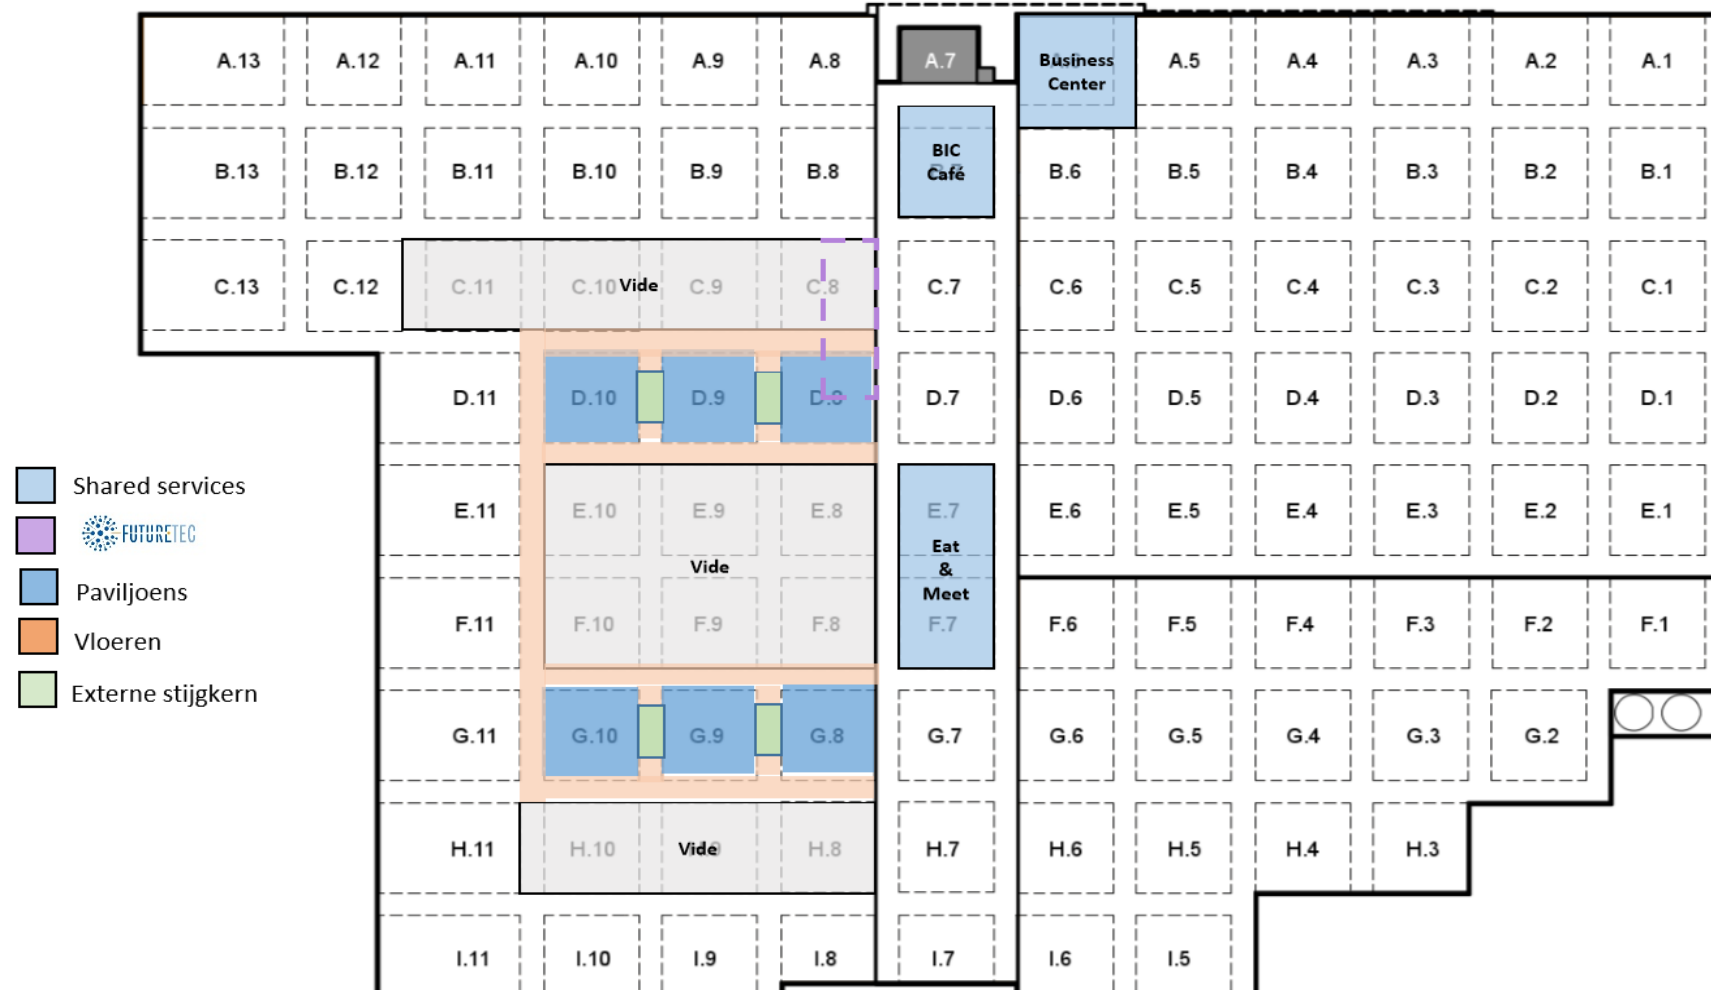 A.13 A.12 A.11 A.10 A.9 A.8 A.7 Business Center A.5 A.4 A.3 A.2 A.1
B.13 B.12 B.11 B.10 B.9 B.8 BIC Café B.6 B.5 B.4 B.3 B.2 B.1
C.13 C.12 C.11 C.10 Vide C.9 C.8 C.7 C.6 C.5 C.4 C.3 C.2 C.1
D.11 D.10 D.9 D.8 D.7 D.6 D.5 D.4 D.3 D.2 D.1
Shared services
FUTURETEC
Paviljoens
Vloeren
Externe stijgkern
E.11 E.10 E.9 E.8 E.7 E.6 E.5 E.4 E.3 E.2 E.1
Vide
Eat
&
Meet
F.11 F.10 F.9 F.8 F.7 F.6 F.5 F.4 F.3 F.2 F.1
G.11 G.10 G.9 G.8 G.7 G.6 G.5 G.4 G.3 G.2
H.11 H.10 Vide H.8 H.7 H.6 H.5 H.4 H.3
I.11 I.10 I.9 I.8 I.7 I.6 I.5